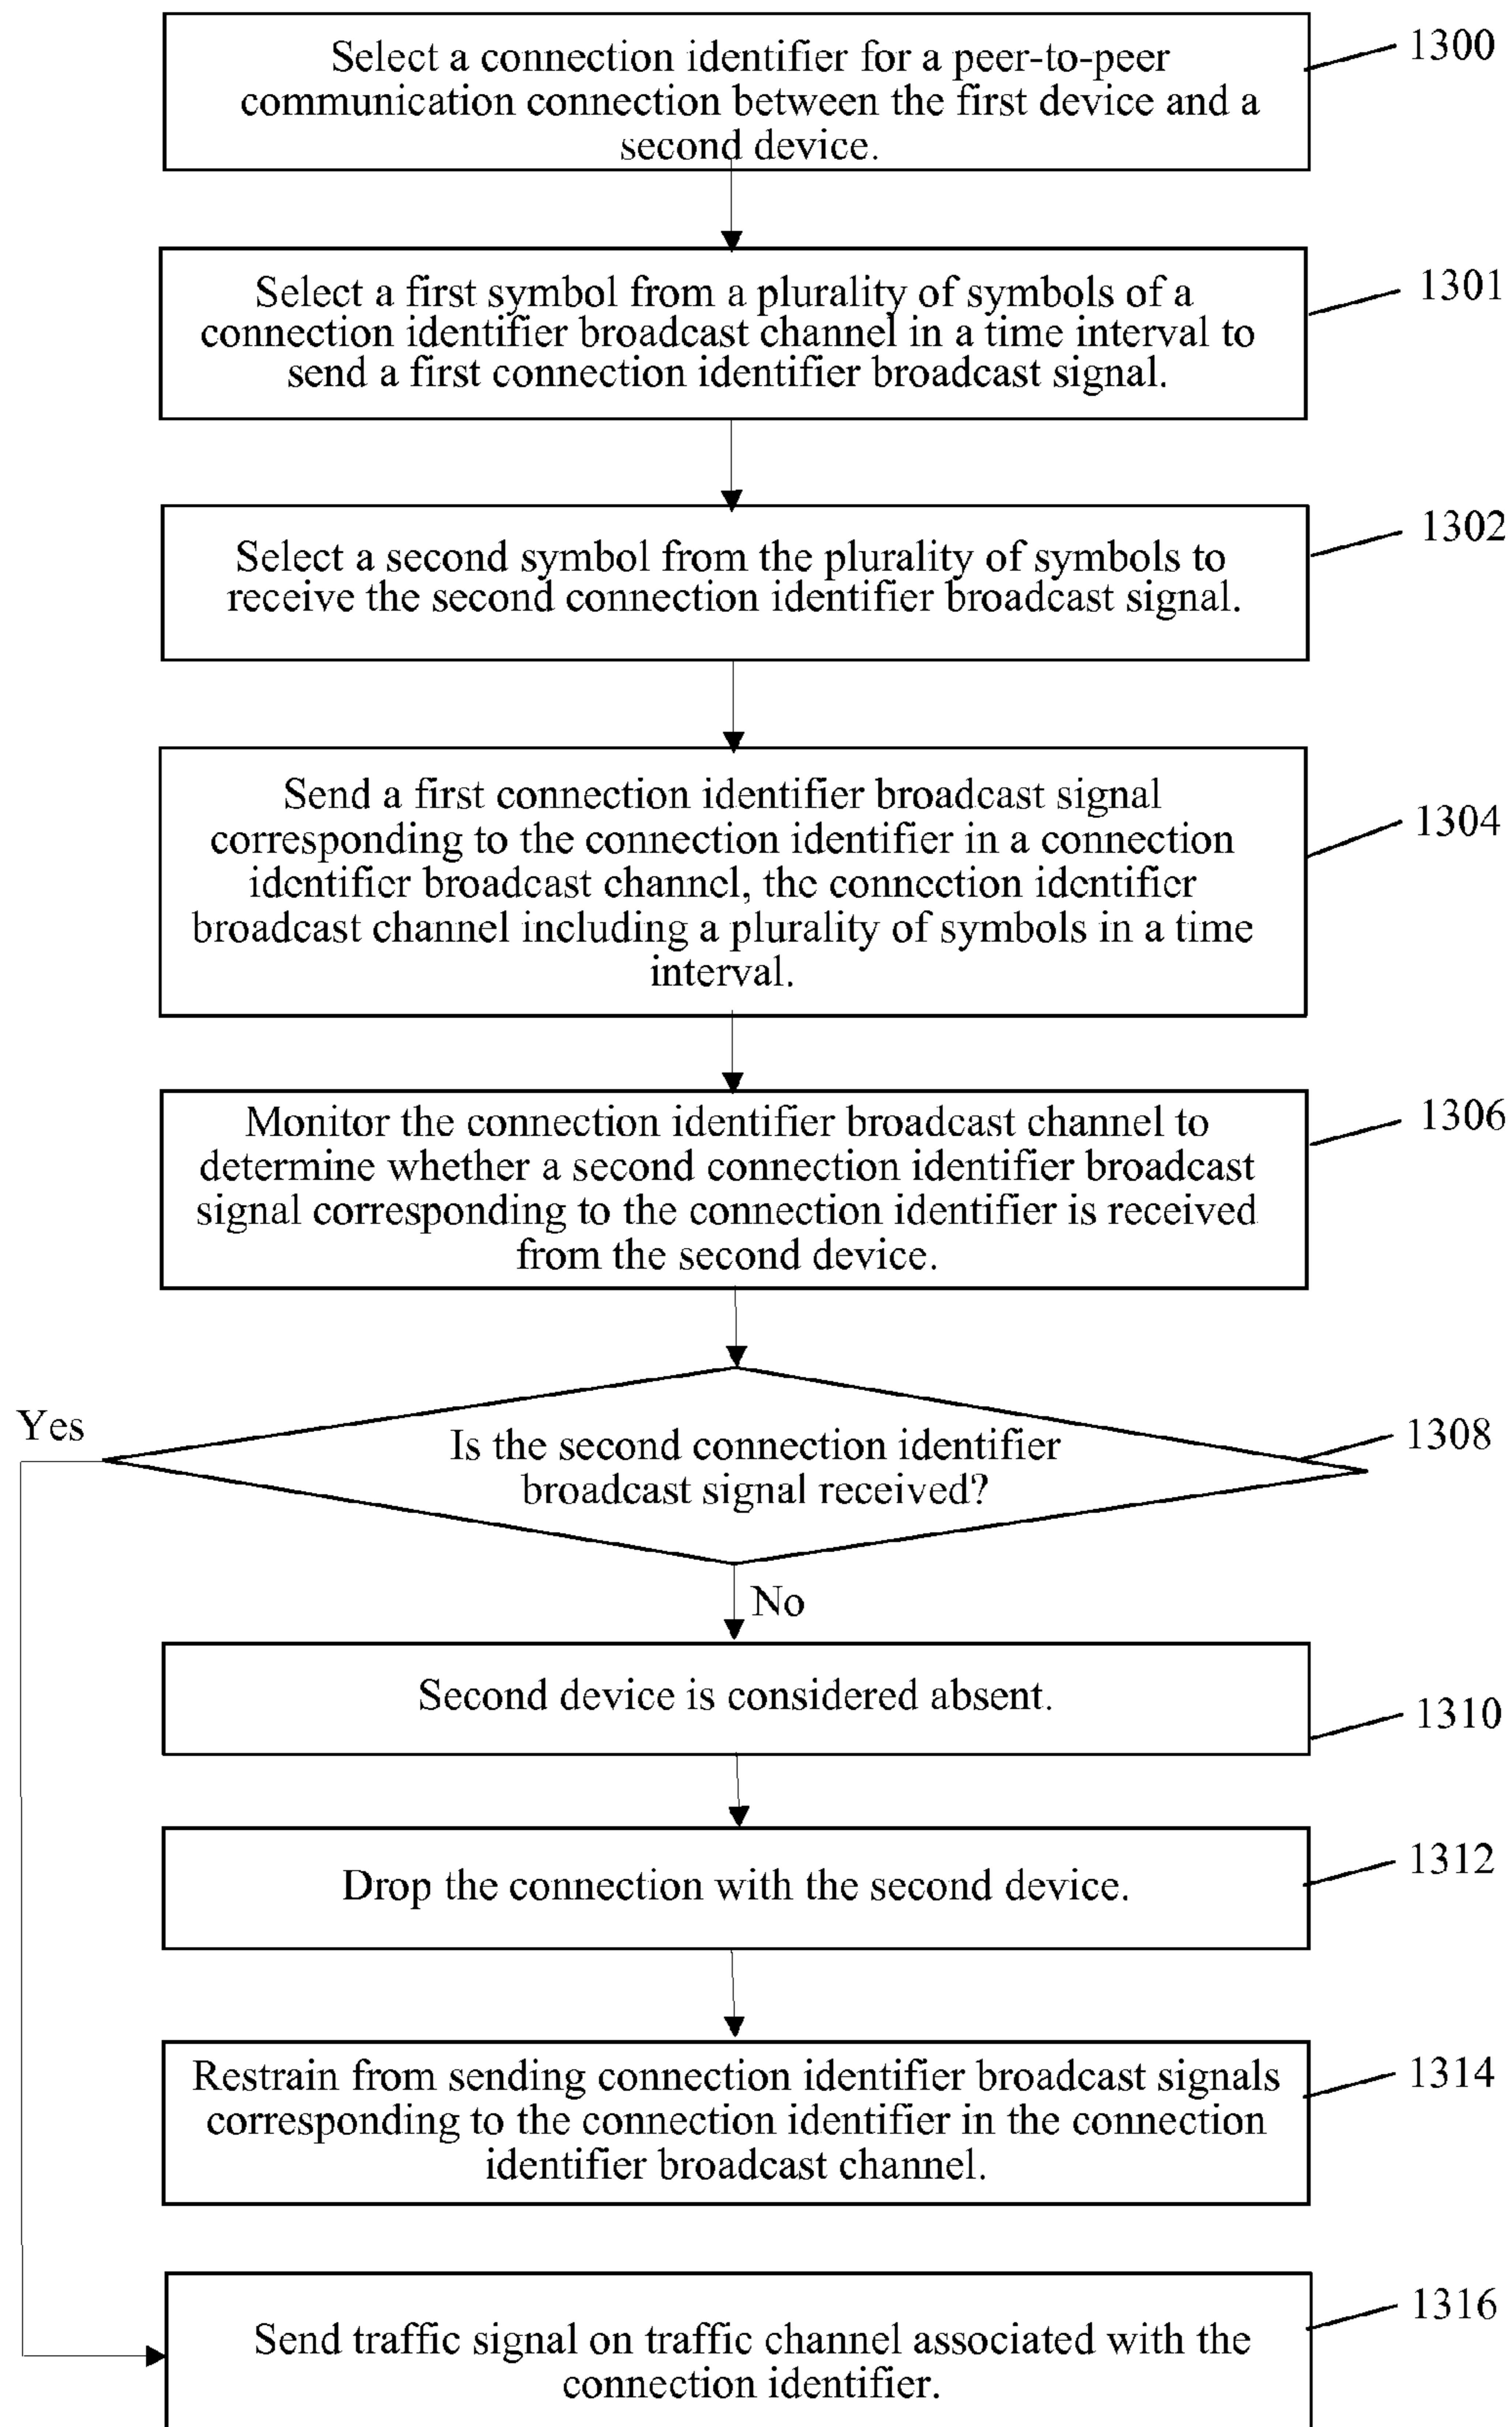 Select a connection identifier for a peer-to-peer
communication connection between the first device and a
second device.
1300
Select a first symbol from a plurality of symbols of a
connection identifier broadcast channel in a time interval to
send a first connection identifier broadcast signal.
1301
Select a second symbol from the plurality of symbols to
receive the second connection identifier broadcast signal.
1302
Send a first connection identifier broadcast signal
corresponding to the connection identifier in a connection
identifier broadcast channel, the connection identifier
broadcast channel including a plurality of symbols in a time
interval.
1304
Monitor the connection identifier broadcast channel to
determine whether a second connection identifier broadcast
signal corresponding to the connection identifier is received
from the second device.
1306
Yes
Is the second connection identifier
broadcast signal received?
1308
No
Second device is considered absent.
1310
Drop the connection with the second device.
1312
Restrain from sending connection identifier broadcast signals
corresponding to the connection identifier in the connection
identifier broadcast channel.
1314
Send traffic signal on traffic channel associated with the
connection identifier.
1316